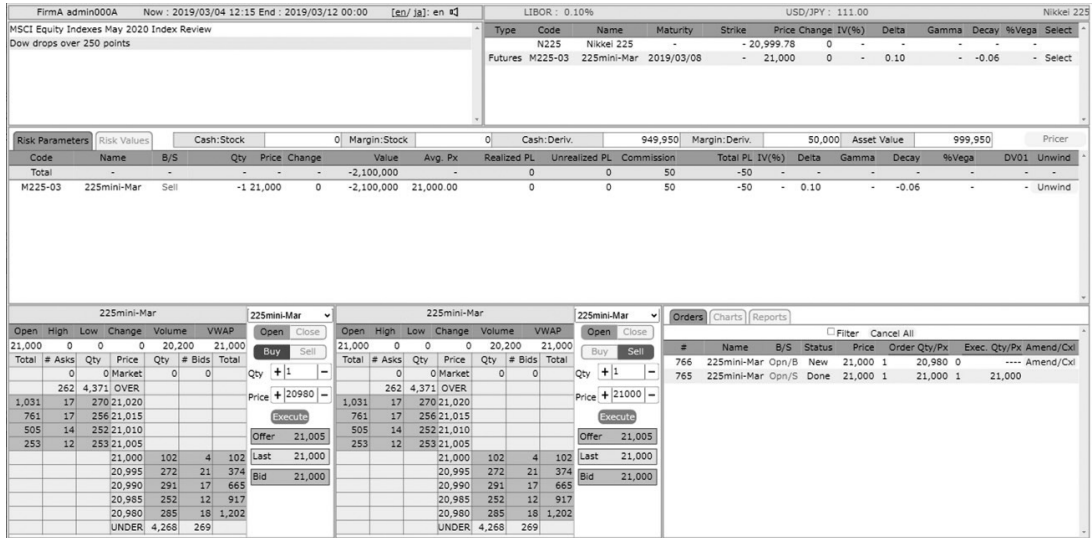 FirmA admin000A Now : 2019/03/04 12:15 End : 2019/03/12 00:00 [en/ ja]: en
LIBOR : 0.10% USD/JPY : 111.00 Nikkei 225
MSCI Equity Indexes May 2020 Index Review
Dow drops over 250 points
Type Code Name Maturity Strike Price Change IV(%) Delta Gamma Decay %Vega Select
N225 Nikkei 225 - - 20,999.78 0 - - - - -
Futures M225-03 225mini-Mar 2019/03/08 - 21,000 0 - 0.10 - -0.06 - Select
Risk Parameters Risk Values Cash:Stock 0 Margin:Stock 0 Cash:Deriv. 949,950 Margin:Deriv. 50,000 Asset Value 999,950 Pricer
Code Name B/S Qty Price Change Value Avg. Px Realized PL Unrealized PL Commission Total PL IV(%) Delta Gamma Decay %Vega DV01 Unwind
Total - - - - - -2,100,000 - 0 0 50 -50 - - - - - - -
M225-03 225mini-Mar Sell -1 21,000 0 -2,100,000 21,000.00 0 0 50 -50 - 0.10 - -0.06 - - Unwind
225mini-Mar
Open High Low Change Volume VWAP
21,000 0 0 0 20,200 21,000
Total # Asks Qty Price Qty # Bids Total
0 0 Market 0 0
262 4,371 OVER
1,031 17 270 21,020
761 17 256 21,015
505 14 252 21,010
253 12 253 21,005
21,000 102 4 102
20,995 272 21 374
20,990 291 17 665
20,985 252 12 917
20,980 285 18 1,202
UNDER 4,268 269
225mini-Mar
Open Close
Buy Sell
Qty + 1 -
Price + 20980 -
Execute
Offer 21,005
Last 21,000
Bid 21,000
225mini-Mar
Open High Low Change Volume VWAP
21,000 0 0 0 20,200 21,000
Total # Asks Qty Price Qty # Bids Total
0 0 Market 0 0
262 4,371 OVER
1,031 17 270 21,020
761 17 256 21,015
505 14 252 21,010
253 12 253 21,005
21,000 102 4 102
20,995 272 21 374
20,990 291 17 665
20,985 252 12 917
20,980 285 18 1,202
UNDER 4,268 269
225mini-Mar
Open Close
Buy Sell
Qty + 1 -
Price + 21000 -
Execute
Offer 21,005
Last 21,000
Bid 21,000
Orders Charts Reports
Filter Cancel All
# Name B/S Status Price Order Qty/Px Exec. Qty/Px Amend/Cxl
766 225mini-Mar Opn/B New 21,000 1 20,980 0 ---- Amend/Cxl
765 225mini-Mar Opn/S Done 21,000 1 21,000 1 21,000